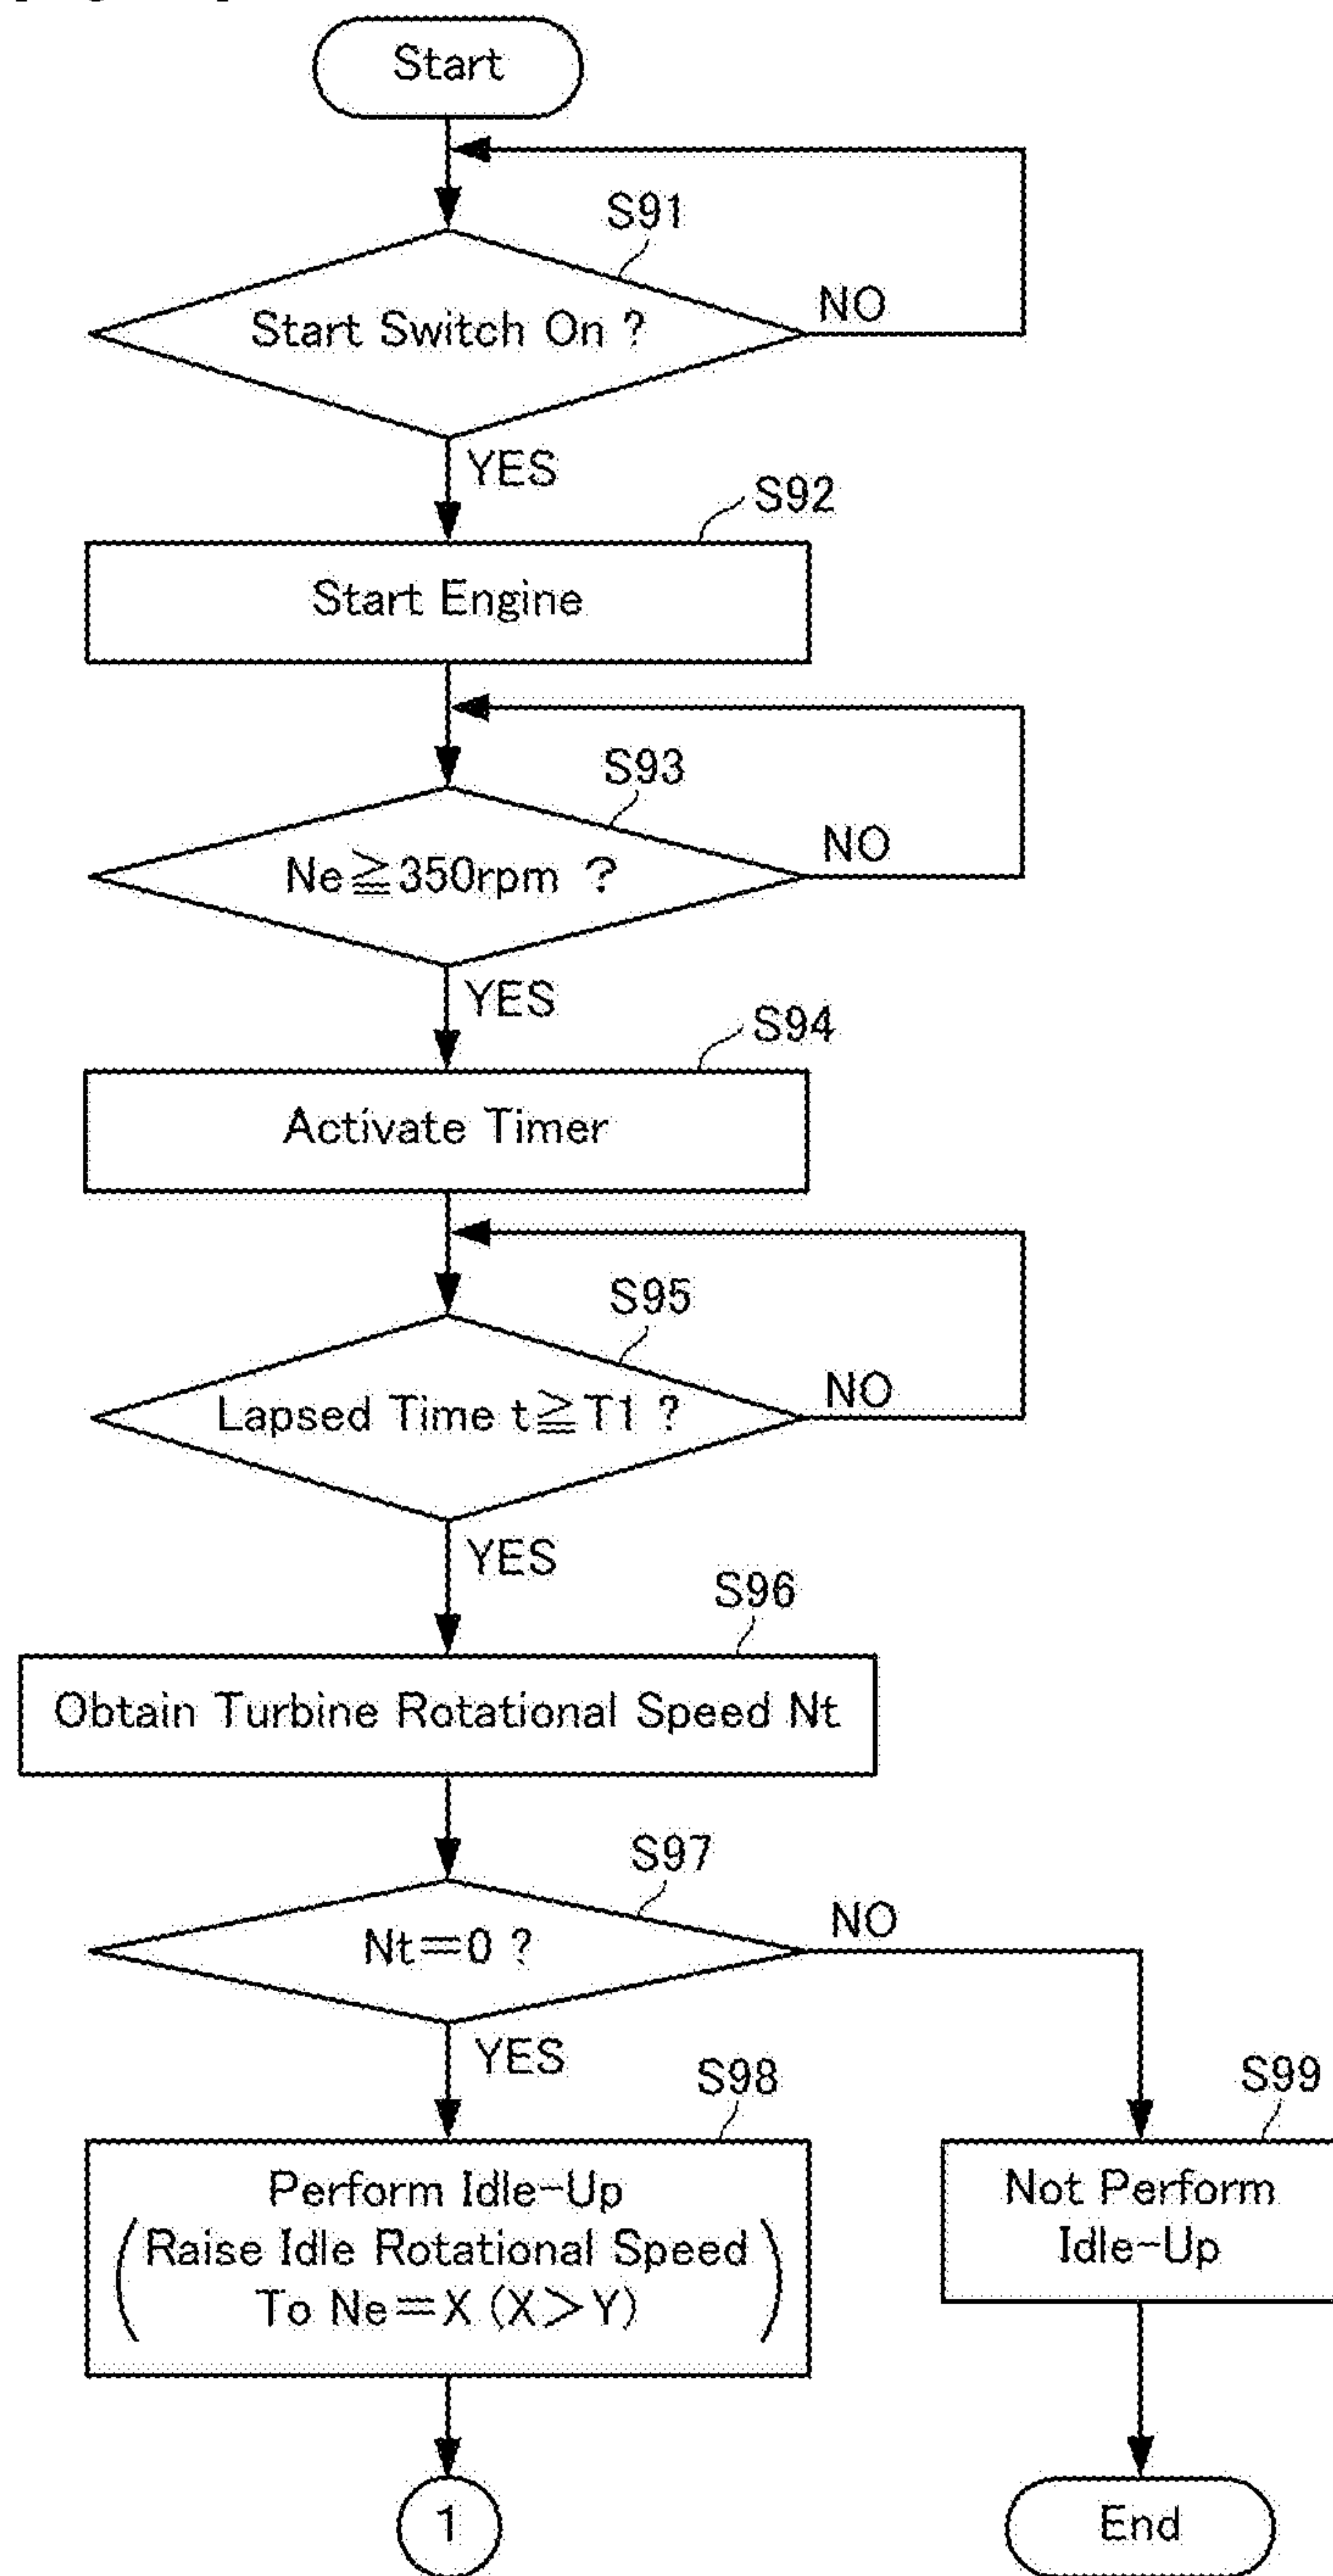 Start
S91
Start Switch On ?
NO
YES
S92
Start Engine
S93
Ne≧350rpm ?
NO
YES
S94
Activate Timer
S95
Lapsed Time t≧T1 ?
NO
YES
S96
Obtain Turbine Rotational Speed Nt
S97
Nt=0 ?
NO
YES
S98
Perform Idle-Up
(Raise Idle Rotational Speed
To Ne=X (X>Y))
S99
Not Perform
Idle-Up
1
End